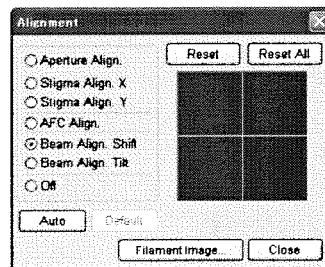 Alignment
Reset
Reset All
Aperture Align.
Stigma Align. X
Stigma Align. Y
AFC Align.
Beam Align. Shift
Beam Align. Tilt
Off
Auto
Default
Filament Image...
Close